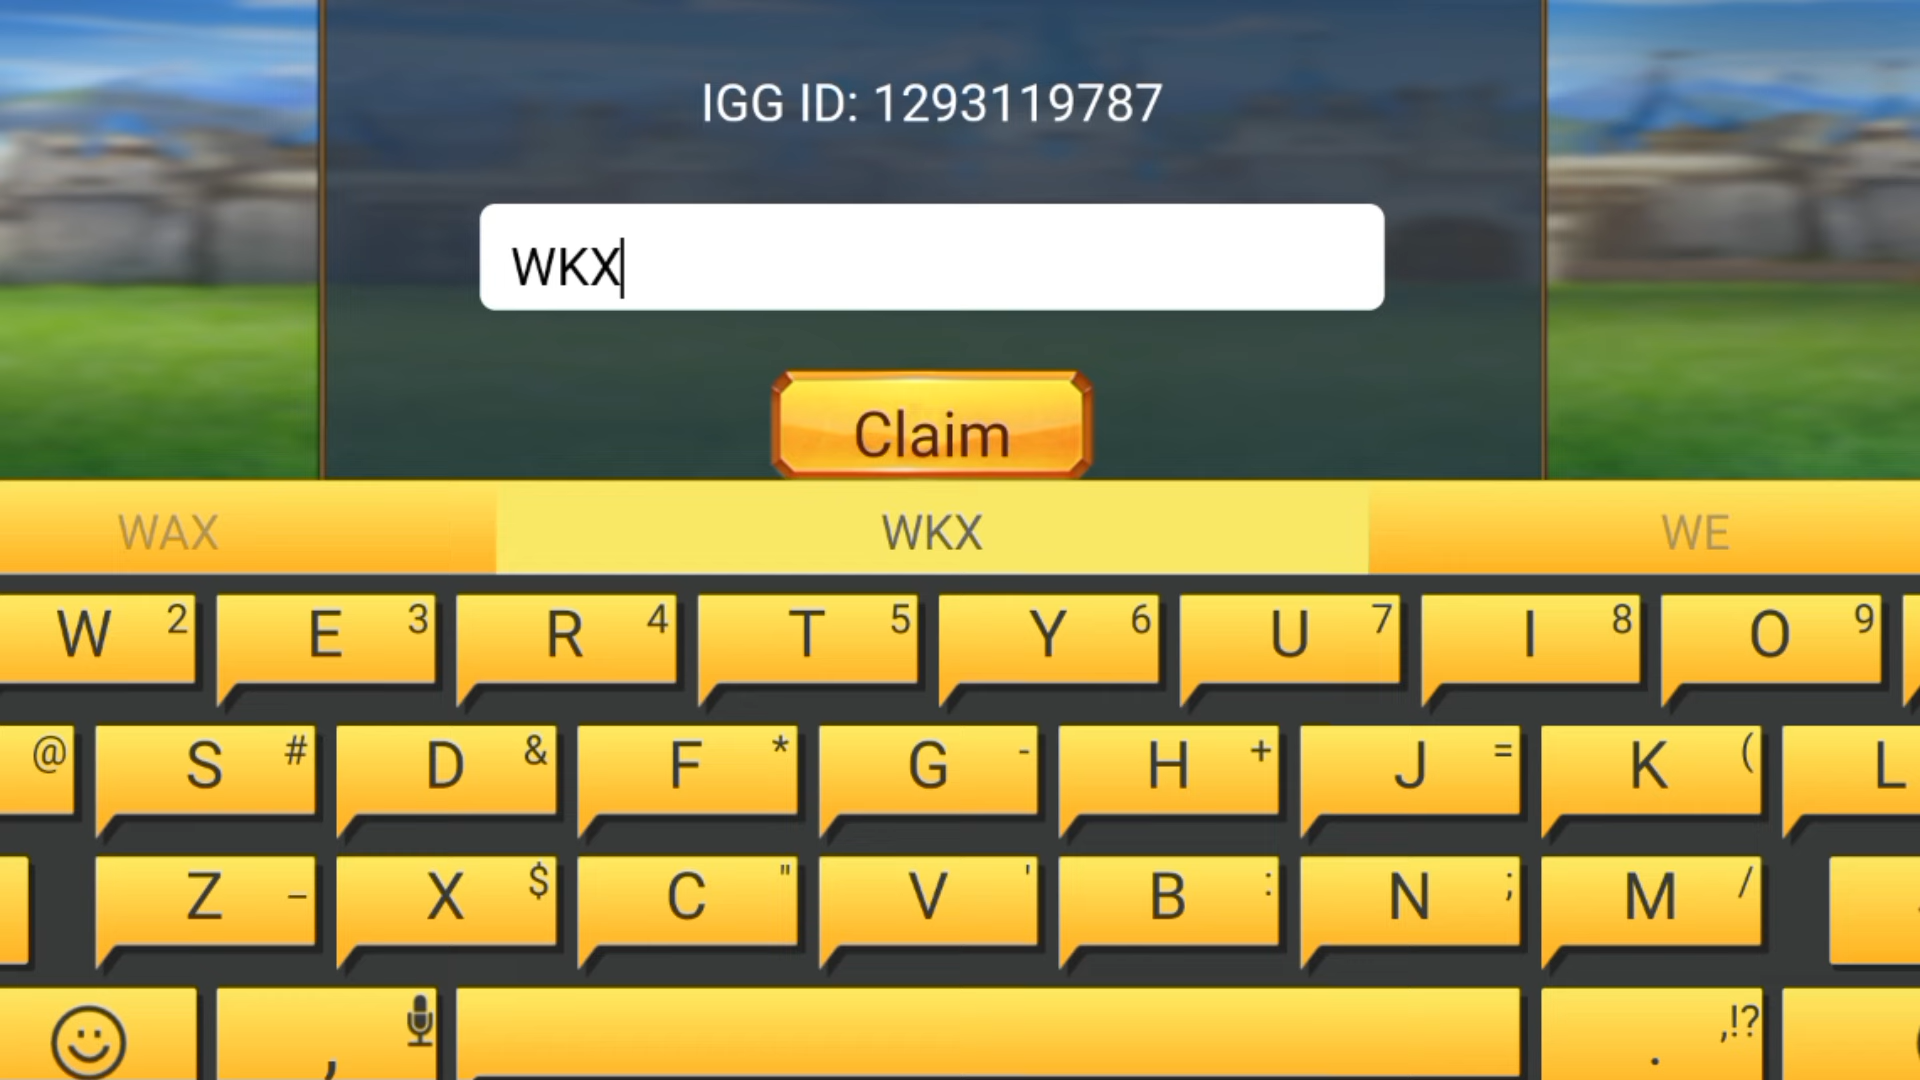 IGG ID: 1293119787
WKX
Claim
WAX WKX WE
W 2 E 3 R 4 T 5 Y 6 U 7 I 8 O 9
@ S # D & F * G - H + J = K ( L
Z _ X $ C " V ' B : N ; M /
, . ,!?